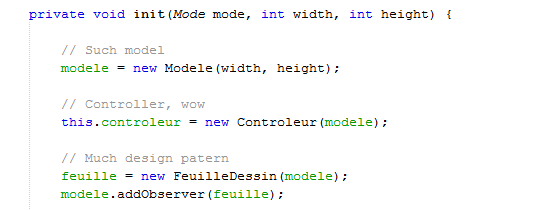 private void init(Mode mode, int width, int height) {
// Such model
modele = new Modele(width, height);
// Controller, wow
this.controleur = new Controleur(modele);
// Much design patern
feuille = new FeuilleDessin(modele);
modele.addObserver(feuille);